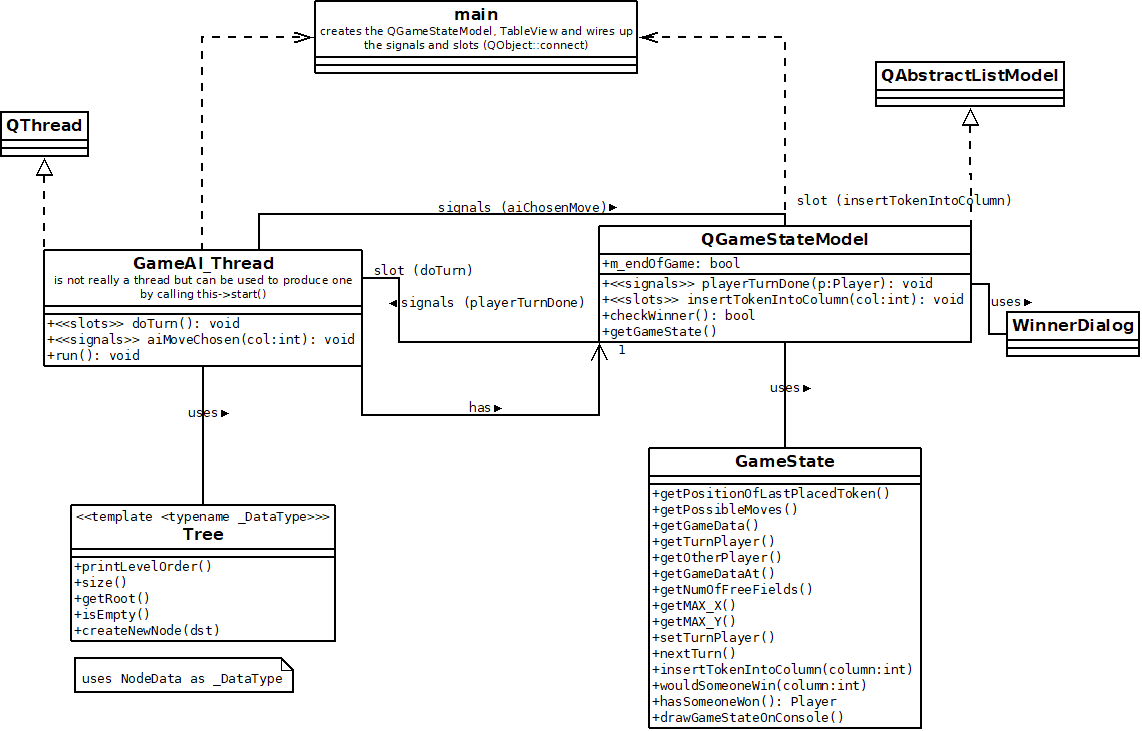 main
creates the QGameStateModel, TableView and wires up
the signals and slots (QObject::connect)
QAbstractListModel
QThread
signals (aiChosenMove)
slot (insertTokenIntoColumn)
GameAI_Thread
is not really a thread but can be used to produce one
by calling this->start()
+<<slots>> doTurn(): void
+<<signals>> aiMoveChosen(col:int): void
+run(): void
slot (doTurn)
signals (playerTurnDone)
QGameStateModel
+m_endOfGame: bool
+<<signals>> playerTurnDone(p:Player): void
+<<slots>> insertTokenIntoColumn(col:int): void
+checkWinner(): bool
+getGameState()
uses
WinnerDialog
1
has
uses
uses
<<template <typename _DataType>>>
Tree
+printLevelOrder()
+size()
+getRoot()
+isEmpty()
+createNewNode(dst)
uses NodeData as _DataType
GameState
+getPositionOfLastPlacedToken()
+getPossibleMoves()
+getGameData()
+getTurnPlayer()
+getOtherPlayer()
+getGameDataAt()
+getNumOfFreeFields()
+getMAX_X()
+getMAX_Y()
+setTurnPlayer()
+nextTurn()
+insertTokenIntoColumn(column:int)
+wouldSomeoneWin(column:int)
+hasSomeoneWon(): Player
+drawGameStateOnConsole()